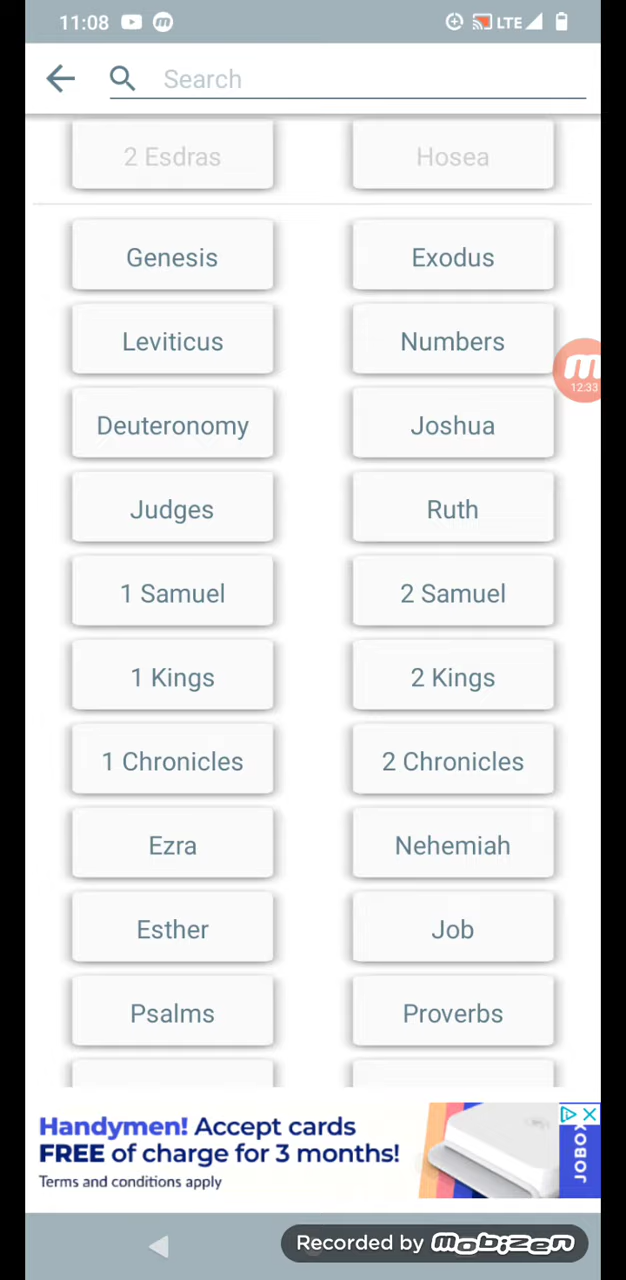 11:08 LTE
Search
2 Esdras Hosea
Genesis Exodus
Leviticus Numbers
12:33
Deuteronomy Joshua
Judges Ruth
1 Samuel 2 Samuel
1 Kings 2 Kings
1 Chronicles 2 Chronicles
Ezra Nehemiah
Esther Job
Psalms Proverbs
Handymen! Accept cards
FREE of charge for 3 months!
Terms and conditions apply
JOBOX
Recorded by mobizen